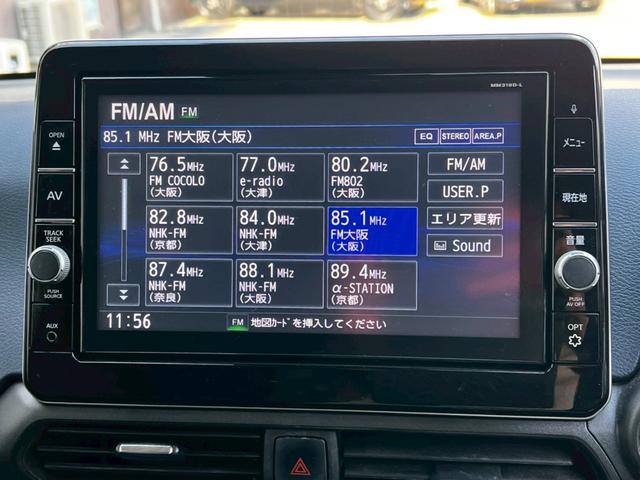 MM319D-L
FM/AM FM
85.1 MHz FM大阪(大阪)
EQ STEREO AREA.P
76.5MHz
FM COCOLO
(大阪)
77.0MHz
e-radio
(大津)
80.2MHz
FM802
(大阪)
FM/AM
USER.P
82.8MHz
NHK-FM
(京都)
84.0MHz
NHK-FM
(大津)
85.1MHz
FM大阪
(大阪)
エリア更新
Sound
87.4MHz
NHK-FM
(奈良)
88.1MHz
NHK-FM
(大阪)
89.4MHz
α-STATION
(京都)
11:56
FM 地図ｶｰﾄﾞを挿入してください
OPEN
AV
TRACK
SEEK
PUSH
SOURCE
AUX
メニュー
現在地
音量
PUSH
AV OFF
OPT